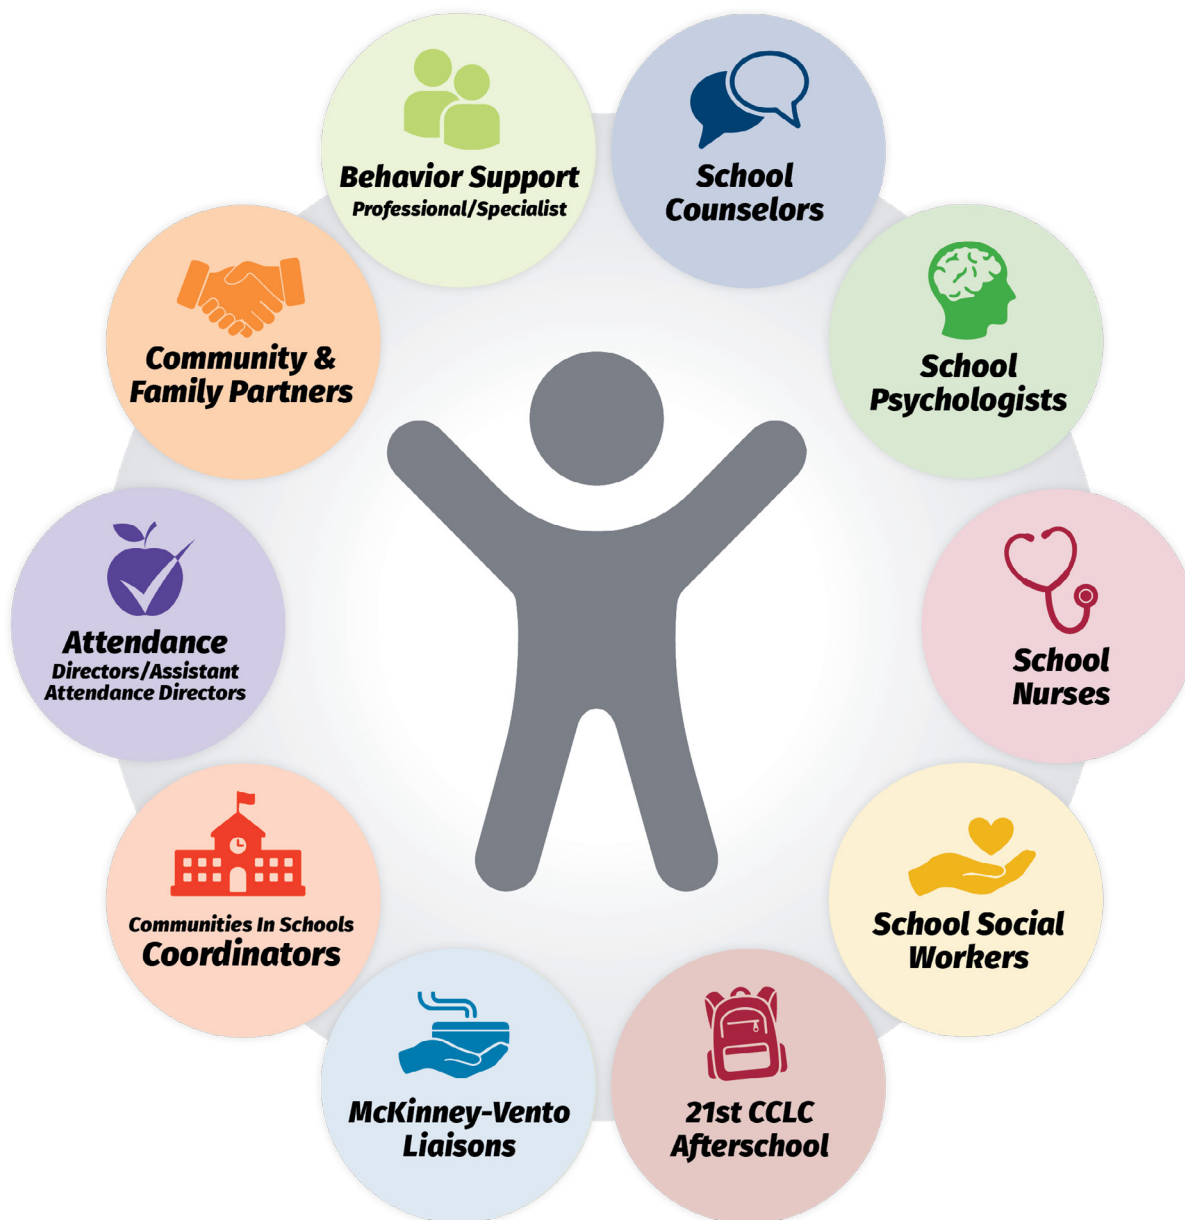 Behavior Support
Professional/Specialist
School
Counselors
School
Psychologists
School
Nurses
School Social
Workers
21st CCLC
Afterschool
McKinney-Vento
Liaisons
Communities In Schools
Coordinators
Attendance
Directors/Assistant
Attendance Directors
Community &
Family Partners